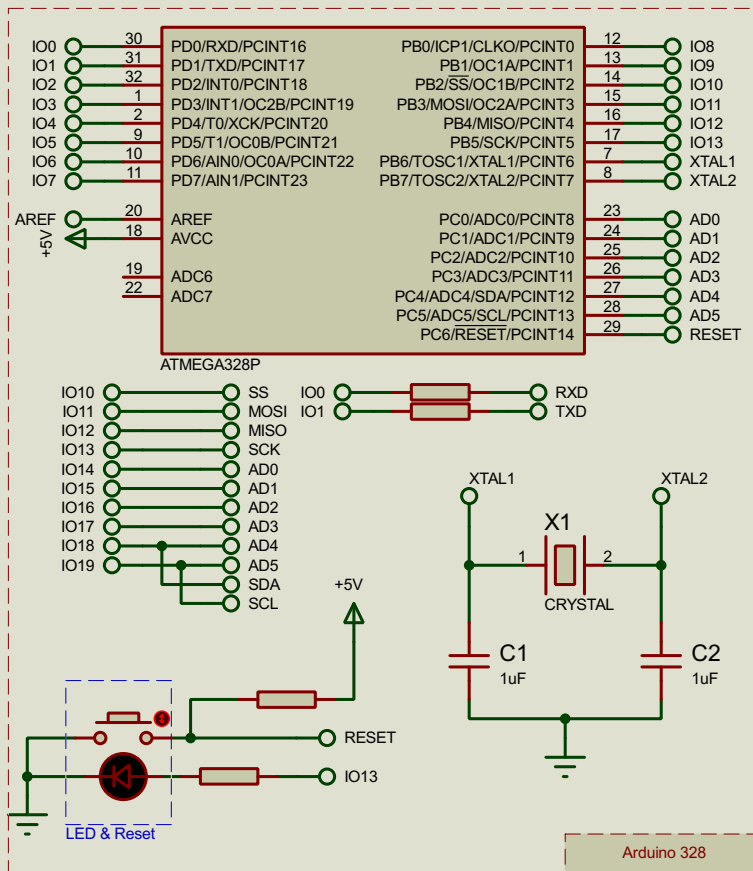 IO0 30 PD0/RXD/PCINT16 PB0/ICP1/CLKO/PCINT0 12 IO8
IO1 31 PD1/TXD/PCINT17 PB1/OC1A/PCINT1 13 IO9
IO2 32 PD2/INT0/PCINT18 PB2/SS/OC1B/PCINT2 14 IO10
IO3 1 PD3/INT1/OC2B/PCINT19 PB3/MOSI/OC2A/PCINT3 15 IO11
IO4 2 PD4/T0/XCK/PCINT20 PB4/MISO/PCINT4 16 IO12
IO5 9 PD5/T1/OC0B/PCINT21 PB5/SCK/PCINT5 17 IO13
IO6 10 PD6/AIN0/OC0A/PCINT22 PB6/TOSC1/XTAL1/PCINT6 7 XTAL1
IO7 11 PD7/AIN1/PCINT23 PB7/TOSC2/XTAL2/PCINT7 8 XTAL2
AREF 20 AREF PC0/ADC0/PCINT8 23 AD0
+5V 18 AVCC PC1/ADC1/PCINT9 24 AD1
PC2/ADC2/PCINT10 25 AD2
19 ADC6 PC3/ADC3/PCINT11 26 AD3
22 ADC7 PC4/ADC4/SDA/PCINT12 27 AD4
PC5/ADC5/SCL/PCINT13 28 AD5
PC6/RESET/PCINT14 29 RESET
ATMEGA328P
IO10 SS IO0 RXD
IO11 MOSI IO1 TXD
IO12 MISO
IO13 SCK
IO14 AD0
IO15 AD1
IO16 AD2
IO17 AD3
IO18 AD4
IO19 AD5
SDA
SCL
XTAL1 XTAL2
X1
1 2
CRYSTAL
C1 C2
1uF 1uF
+5V
RESET
IO13
LED & Reset
Arduino 328